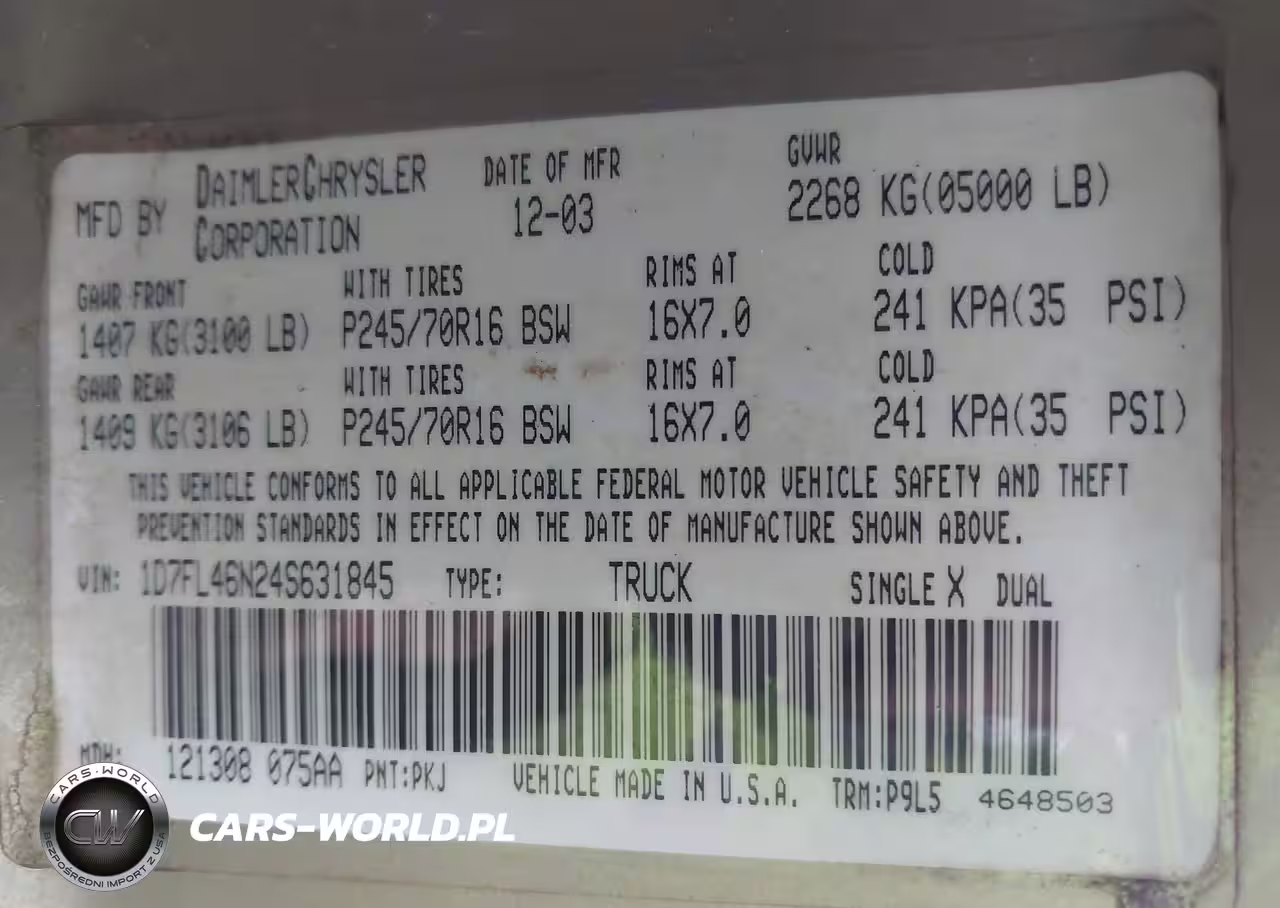 MFD BY DAIMLERCHRYSLER CORPORATION DATE OF MFR 12-03 GVWR 2268 KG(05000 LB)
GAWR FRONT WITH TIRES RIMS AT COLD
1407 KG(3100 LB) P245/70R16 BSW 16X7.0 241 KPA(35 PSI)
GAWR REAR WITH TIRES RIMS AT COLD
1409 KG(3106 LB) P245/70R16 BSW 16X7.0 241 KPA(35 PSI)
THIS VEHICLE CONFORMS TO ALL APPLICABLE FEDERAL MOTOR VEHICLE SAFETY AND THEFT
PREVENTION STANDARDS IN EFFECT ON THE DATE OF MANUFACTURE SHOWN ABOVE.
VIN: 1D7FL46N24S631845 TYPE: TRUCK SINGLE X DUAL
MDH: 121308 075AA PNT:PKJ VEHICLE MADE IN U.S.A. TRM:P9L5 4648503
CARS-WORLD
CW
BEZPOŚREDNI IMPORT Z USA
CARS-WORLD.PL